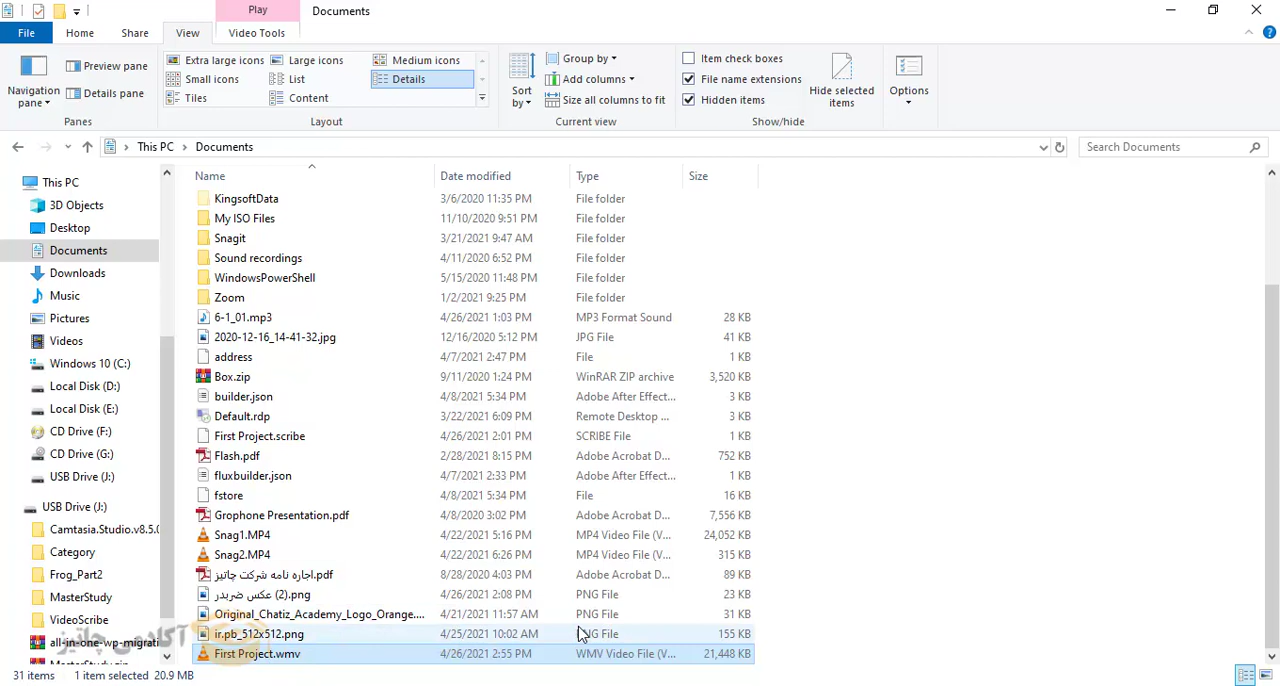 Play
Documents
File
Home
Share
View
Video Tools
Navigation pane
Preview pane
Details pane
Panes
Extra large icons
Large icons
Medium icons
Small icons
List
Details
Tiles
Content
Layout
Sort by
Group by
Add columns
Size all columns to fit
Current view
Item check boxes
File name extensions
Hidden items
Hide selected items
Show/hide
Options
This PC
Documents
Search Documents
This PC
3D Objects
Desktop
Documents
Downloads
Music
Pictures
Videos
Windows 10 (C:)
Local Disk (D:)
Local Disk (E:)
CD Drive (F:)
CD Drive (G:)
USB Drive (J:)
USB Drive (J:)
Camtasia.Studio.v8.5.0
Category
Frog_Part2
MasterStudy
VideoScribe
all-in-one-wp-migrati
MasterStudy.zip
Name Date modified Type Size
KingsoftData 3/6/2020 11:35 PM File folder
My ISO Files 11/10/2020 9:51 PM File folder
Snagit 3/21/2021 9:47 AM File folder
Sound recordings 4/11/2020 6:52 PM File folder
WindowsPowerShell 5/15/2020 11:48 PM File folder
Zoom 1/2/2021 9:25 PM File folder
6-1_01.mp3 4/26/2021 1:03 PM MP3 Format Sound 28 KB
2020-12-16_14-41-32.jpg 12/16/2020 5:12 PM JPG File 41 KB
address 4/7/2021 2:47 PM File 1 KB
Box.zip 9/11/2020 1:24 PM WinRAR ZIP archive 3,520 KB
builder.json 4/8/2021 5:34 PM Adobe After Effect... 3 KB
Default.rdp 3/22/2021 6:09 PM Remote Desktop ... 3 KB
First Project.scribe 4/26/2021 2:01 PM SCRIBE File 1 KB
Flash.pdf 2/28/2021 8:15 PM Adobe Acrobat D... 752 KB
fluxbuilder.json 4/7/2021 2:33 PM Adobe After Effect... 1 KB
fstore 4/8/2021 5:34 PM File 16 KB
Grophone Presentation.pdf 4/8/2020 3:02 PM Adobe Acrobat D... 7,556 KB
Snag1.MP4 4/22/2021 5:16 PM MP4 Video File (V... 24,052 KB
Snag2.MP4 4/22/2021 6:26 PM MP4 Video File (V... 315 KB
اجاره نامه شرکت چاتیز.pdf 8/28/2020 4:03 PM Adobe Acrobat D... 89 KB
عکس ضربدر (2).png 4/26/2021 2:08 PM PNG File 23 KB
Original_Chatiz_Academy_Logo_Orange.... 4/21/2021 11:57 AM PNG File 31 KB
ir.pb_512x512.png 4/25/2021 10:02 AM PNG File 155 KB
First Project.wmv 4/26/2021 2:55 PM WMV Video File (V... 21,448 KB
آکادمی چاتیز
31 items 1 item selected 20.9 MB